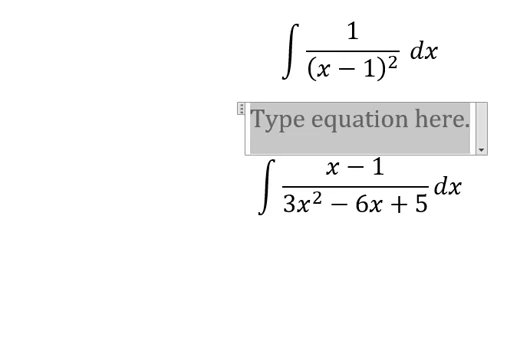 ∫ 1/(x − 1)² dx
Type equation here.
∫ (x − 1)/(3x² − 6x + 5) dx